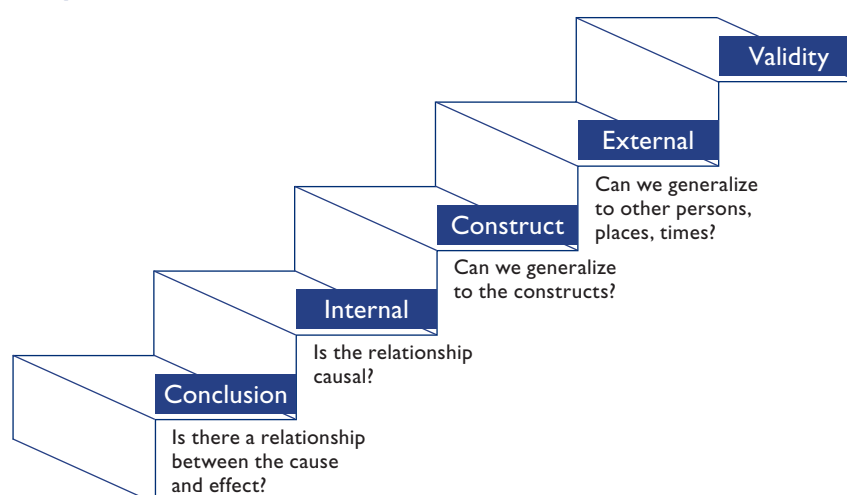 Validity
External
Can we generalize
to other persons,
places, times?
Construct
Can we generalize
to the constructs?
Internal
Is the relationship
causal?
Conclusion
Is there a relationship
between the cause
and effect?